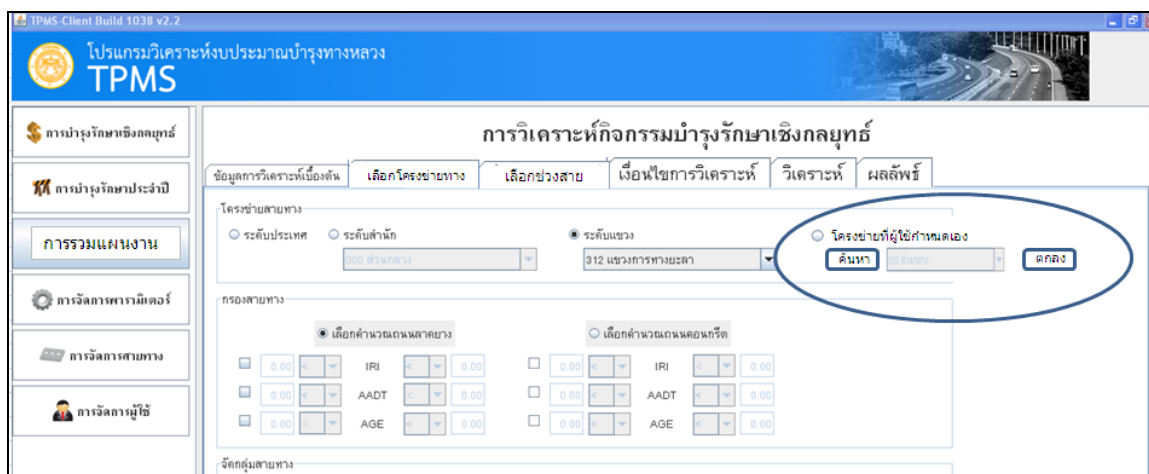 TPMS-Client Build 1038 v2.2
โปรแกรมวิเคราะห์งบประมาณบำรุงทางหลวง
TPMS
การบำรุงรักษาเชิงกลยุทธ์
การบำรุงรักษาประจำปี
การรวมแผนงาน
การจัดการพารามิเตอร์
การจัดการสายทาง
การจัดการผู้ใช้
การวิเคราะห์กิจกรรมบำรุงรักษาเชิงกลยุทธ์
ข้อมูลการวิเคราะห์เบื้องต้น เลือกโครงข่ายทาง เลือกช่วงสาย เงื่อนไขการวิเคราะห์ วิเคราะห์ ผลลัพธ์
โครงข่ายสายทาง
ระดับประเทศ ระดับสำนัก ระดับแขวง โครงข่ายที่ผู้ใช้กำหนดเอง
000 ส่วนกลาง 312 แขวงการทางยะลา ค้นหา ตกลง
กรองสายทาง
เลือกคำนวณถนนลาดยาง เลือกคำนวณถนนคอนกรีต
0.00 < IRI < 0.00 0.00 < IRI < 0.00
0.00 < AADT < 0.00 0.00 < AADT < 0.00
0.00 < AGE < 0.00 0.00 < AGE < 0.00
จัดกลุ่มสายทาง